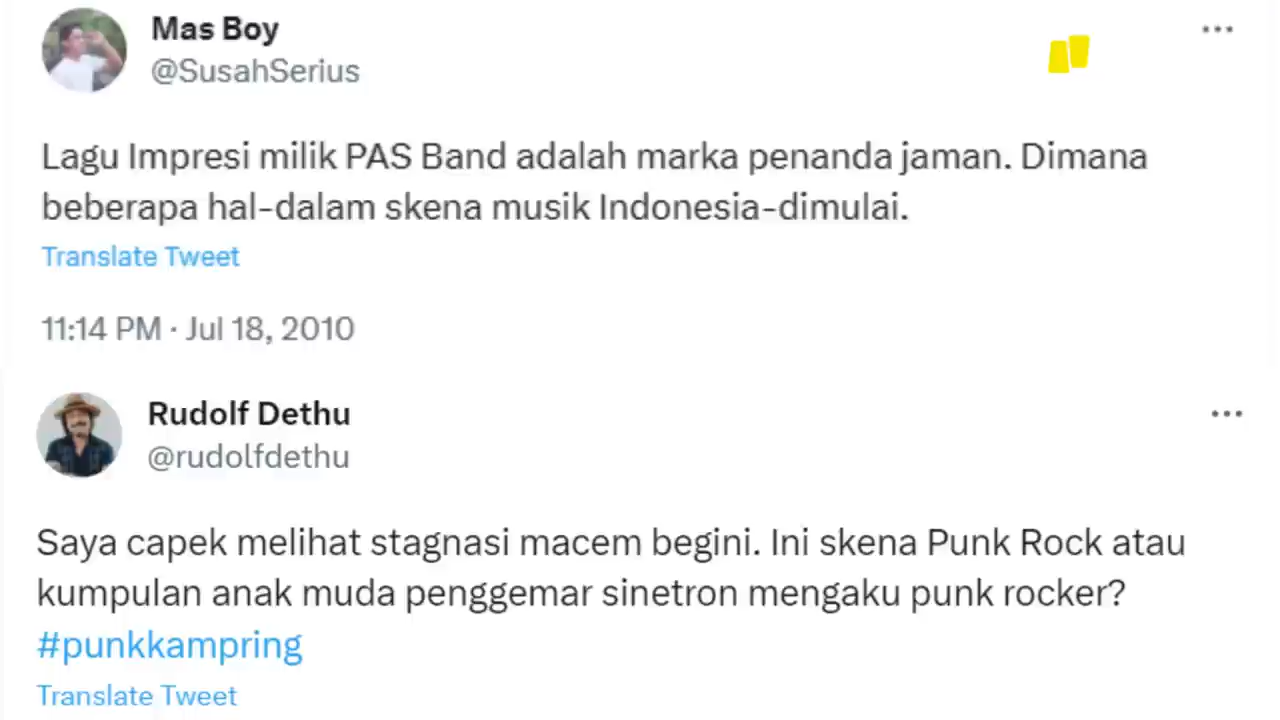 Mas Boy
@SusahSerius
Lagu Impresi milik PAS Band adalah marka penanda jaman. Dimana
beberapa hal-dalam skena musik Indonesia-dimulai.
Translate Tweet
11:14 PM · Jul 18, 2010
Rudolf Dethu
@rudolfdethu
Saya capek melihat stagnasi macem begini. Ini skena Punk Rock atau
kumpulan anak muda penggemar sinetron mengaku punk rocker?
#punkkampring
Translate Tweet